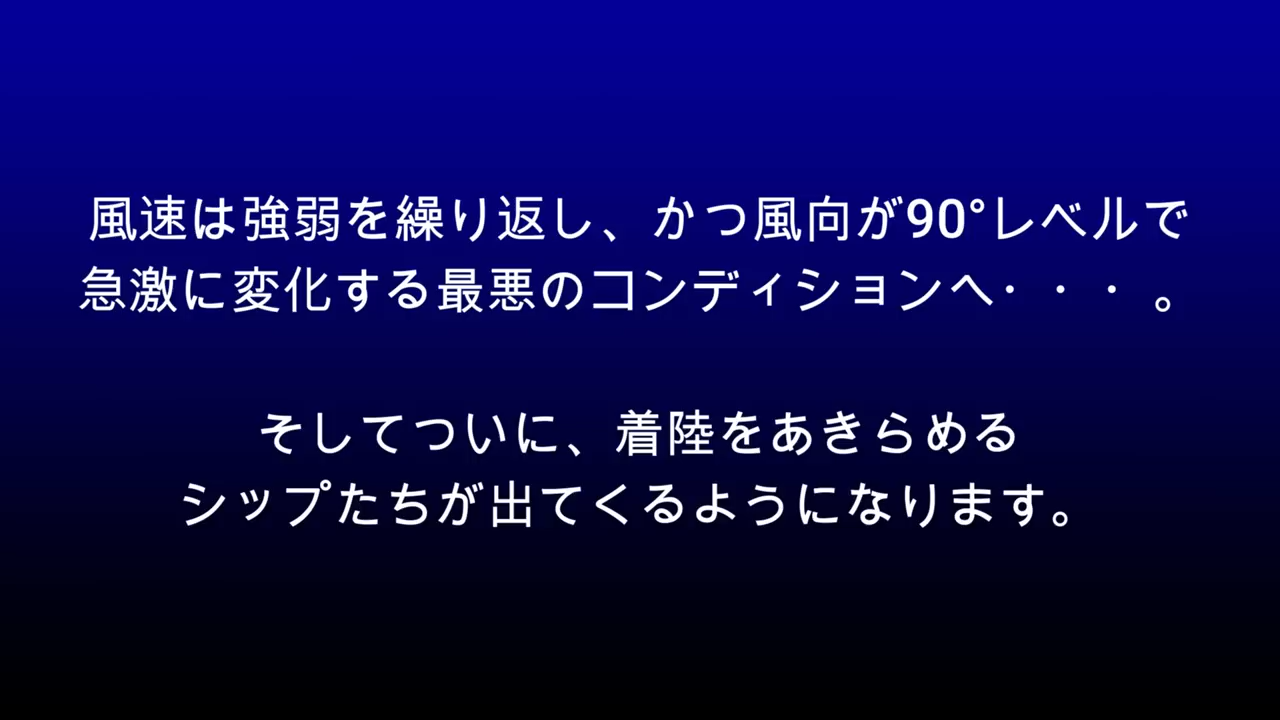 風速は強弱を繰り返し、かつ風向が90°レベルで
急激に変化する最悪のコンディションへ・・・。
そしてついに、着陸をあきらめる
シップたちが出てくるようになります。